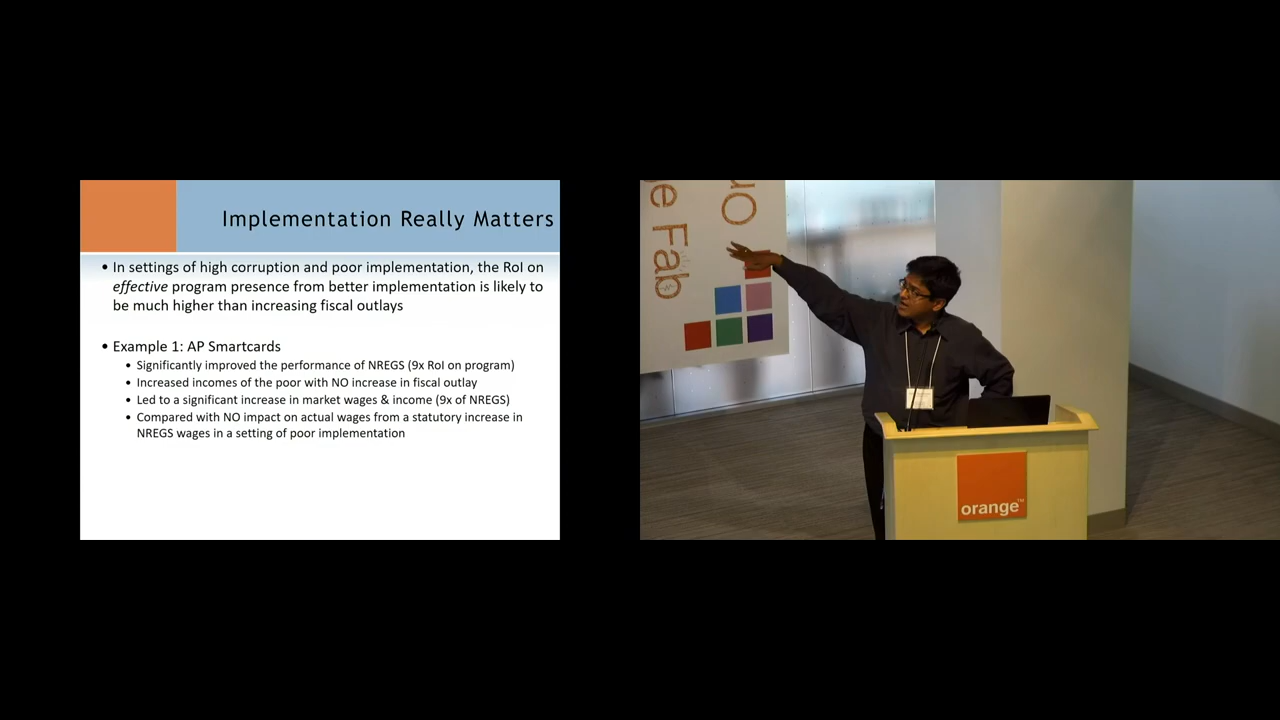 Implementation Really Matters
• In settings of high corruption and poor implementation, the RoI on
effective program presence from better implementation is likely to
be much higher than increasing fiscal outlays
• Example 1: AP Smartcards
• Significantly improved the performance of NREGS (9x RoI on program)
• Increased incomes of the poor with NO increase in fiscal outlay
• Led to a significant increase in market wages & income (9x of NREGS)
• Compared with NO impact on actual wages from a statutory increase in
NREGS wages in a setting of poor implementation
Fab
orange™